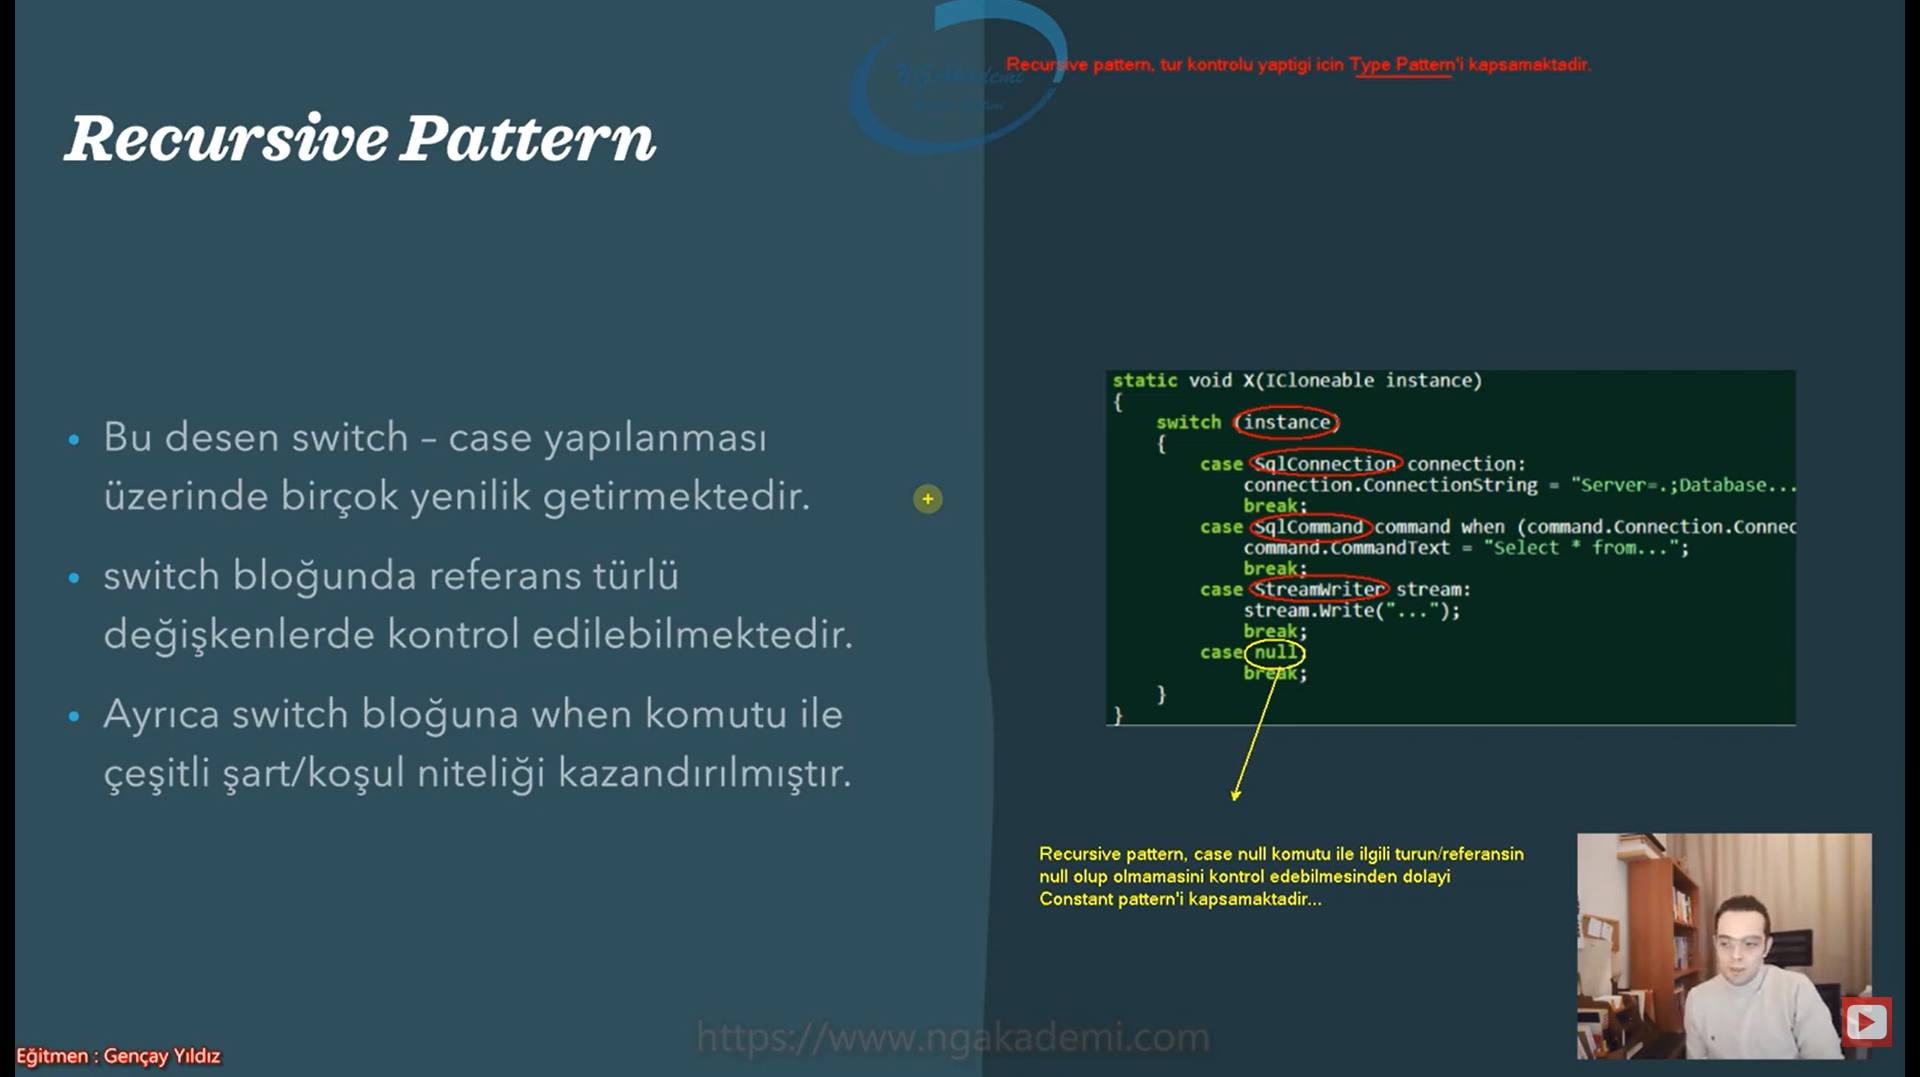 Recursive pattern, tur kontrolu yaptigi icin Type Pattern'i kapsamaktadir.
Recursive Pattern
• Bu desen switch – case yapılanması
üzerinde birçok yenilik getirmektedir.
• switch bloğunda referans türlü
değişkenlerde kontrol edilebilmektedir.
• Ayrıca switch bloğuna when komutu ile
çeşitli şart/koşul niteliği kazandırılmıştır.
static void X(ICloneable instance)
{
switch (instance)
{
case SqlConnection connection:
connection.ConnectionString = "Server=.;Database...
break;
case SqlCommand command when (command.Connection.Connec
command.CommandText = "Select * from...";
break;
case StreamWriter stream:
stream.Write("...");
break;
case null:
break;
}
}
Recursive pattern, case null komutu ile ilgili turun/referansin
null olup olmamasini kontrol edebilmesinden dolayi
Constant pattern'i kapsamaktadir...
https://www.ngakademi.com
Eğitmen : Gençay Yıldız